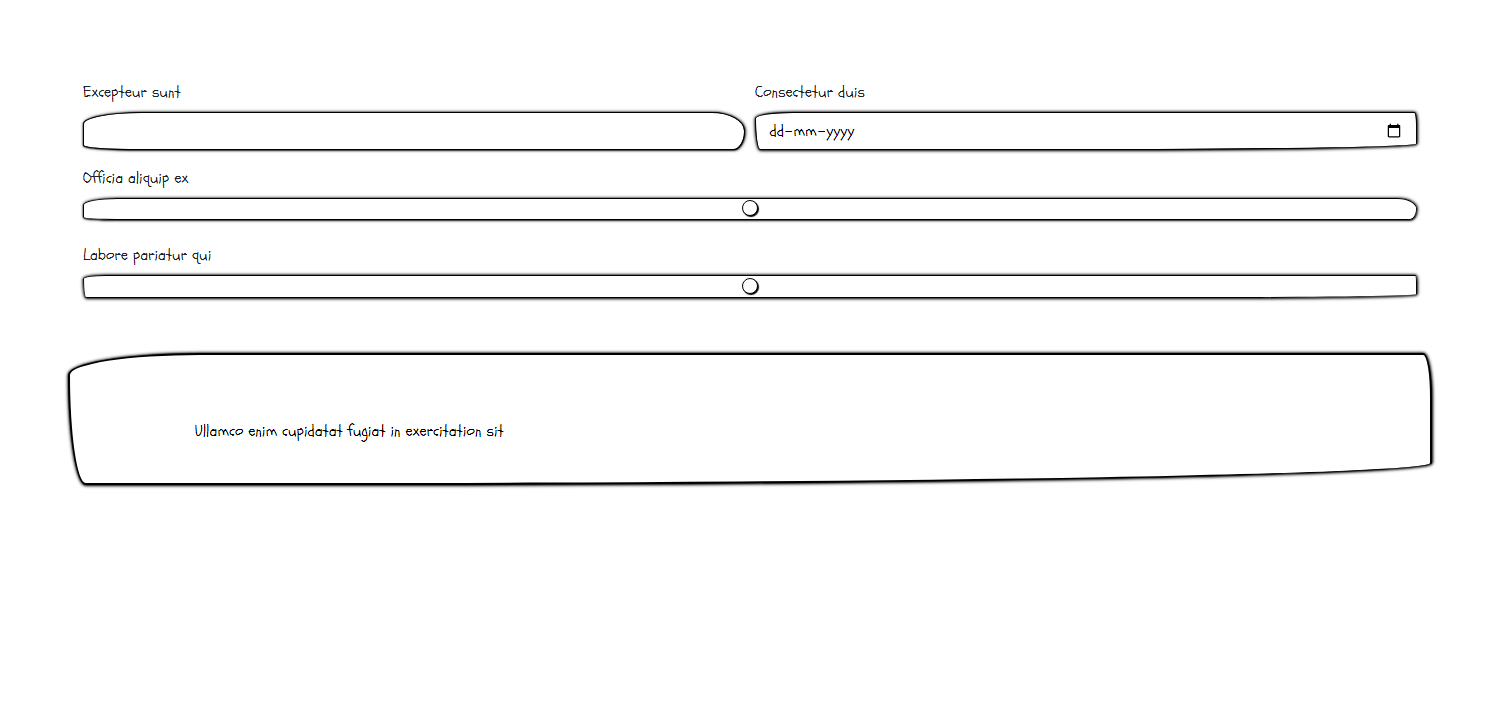 Excepteur sunt
Consectetur duis
dd-mm-yyyy
Officia aliquip ex
Labore pariatur qui
Ullamco enim cupidatat fugiat in exercitation sit